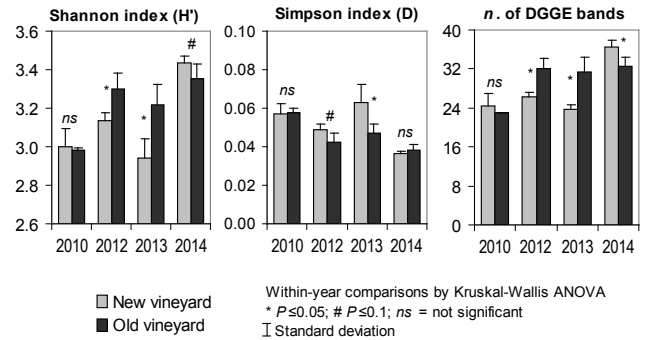 Shannon index (H')
Simpson index (D)
n. of DGGE bands
3.6
3.4
3.2
3.0
2.8
2.6
ns
*
*
#
2010 2012 2013 2014
0.10
0.08
0.06
0.04
0.02
0.00
ns
#
*
ns
2010 2012 2013 2014
40
32
24
16
8
0
ns
*
*
*
2010 2012 2013 2014
New vineyard
Old vineyard
Within-year comparisons by Kruskal-Wallis ANOVA
* P≤0.05; # P≤0.1; ns = not significant
Standard deviation